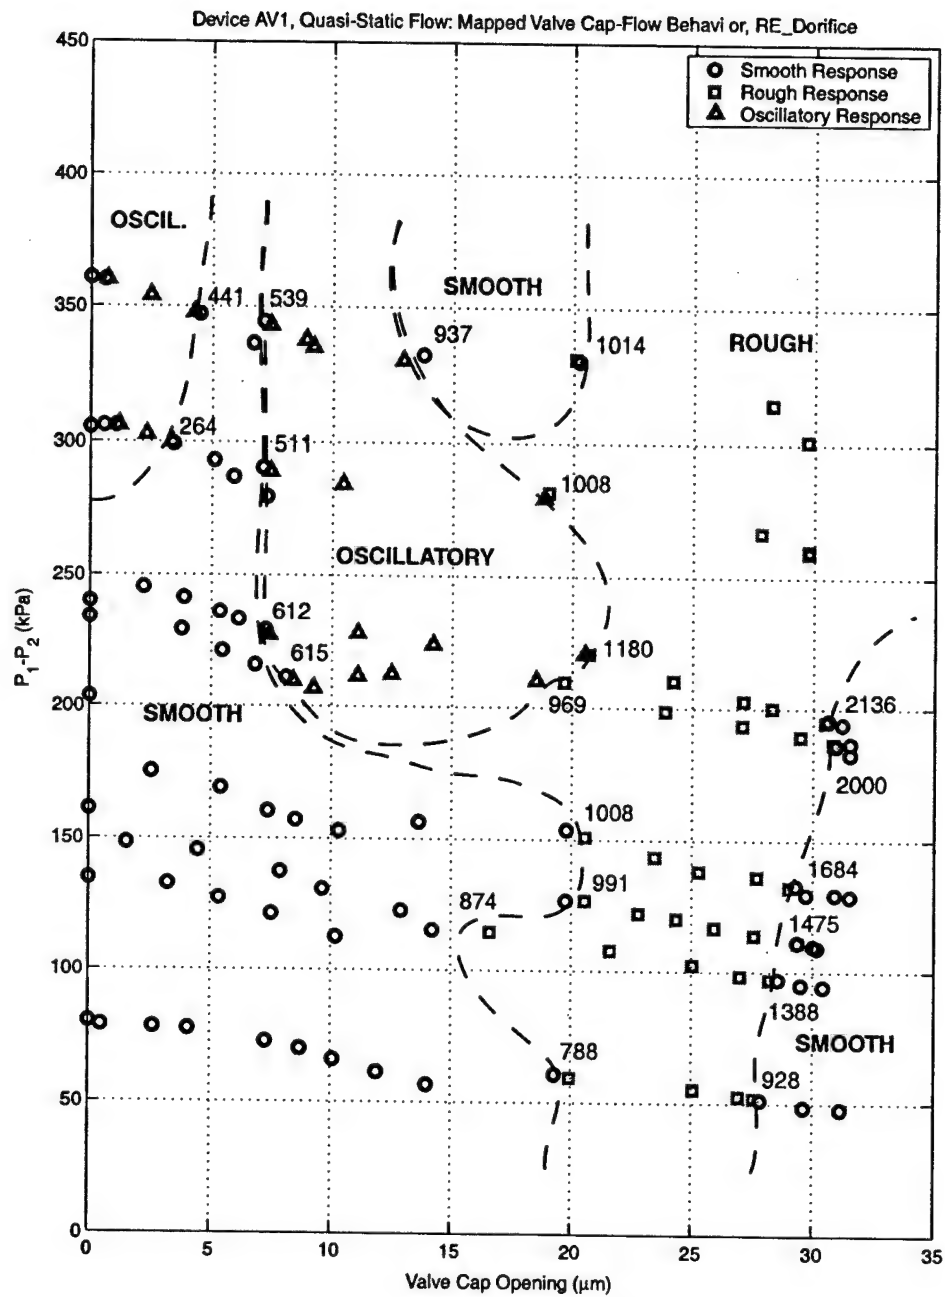 Device AV1, Quasi-Static Flow: Mapped Valve Cap-Flow Behavi or, RE_Dorifice
450
Smooth Response
Rough Response
Oscillatory Response
400
OSCIL.
SMOOTH
350
441
539
937
1014
ROUGH
264
300
511
1008
OSCILLATORY
250
612
615
1180
P1-P2 (kPa)
200
SMOOTH
969
2136
2000
150
1008
1684
874
991
1475
100
1388
SMOOTH
788
928
50
0
0 5 10 15 20 25 30 35
Valve Cap Opening (μm)